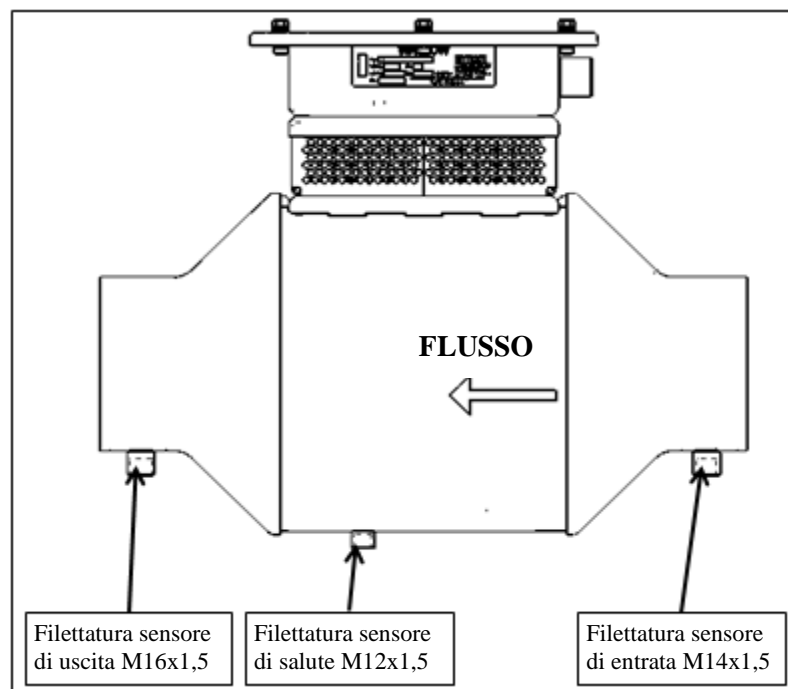 FLUSSO
Filettatura sensore
di uscita M16x1,5
Filettatura sensore
di salute M12x1,5
Filettatura sensore
di entrata M14x1,5